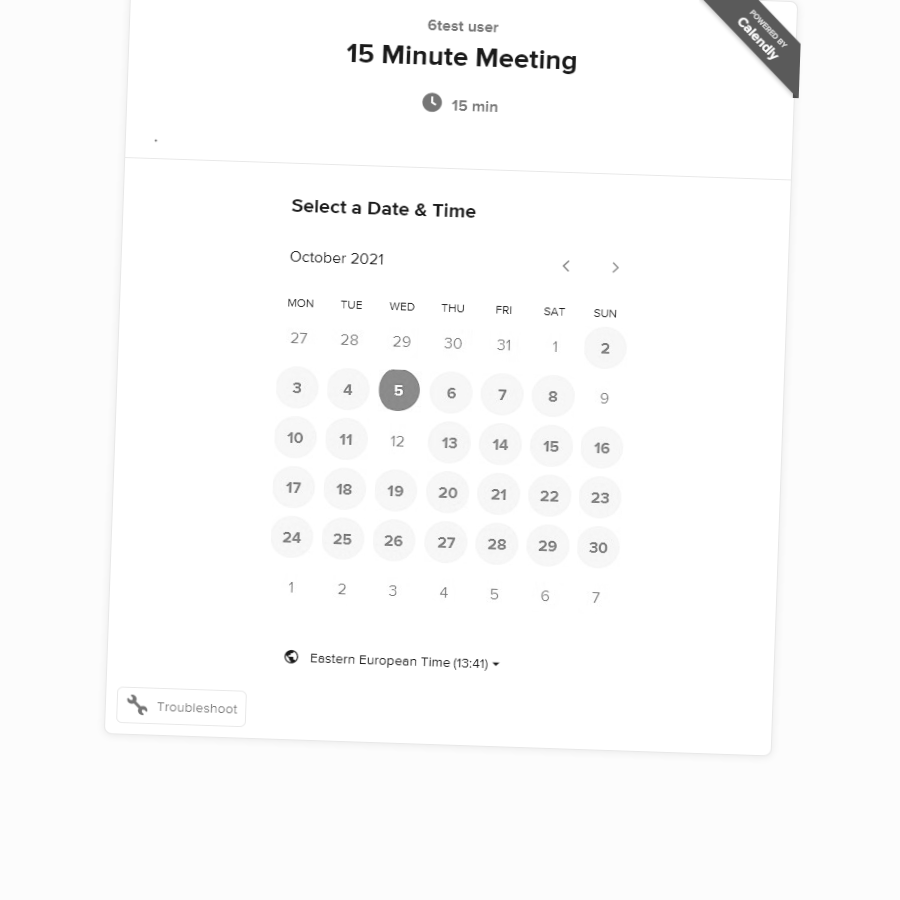 POWERED BY
Calendly
6test user
15 Minute Meeting
15 min
.
Select a Date & Time
October 2021
MON TUE WED THU FRI SAT SUN
27 28 29 30 31 1 2
3 4 5 6 7 8 9
10 11 12 13 14 15 16
17 18 19 20 21 22 23
24 25 26 27 28 29 30
1 2 3 4 5 6 7
Eastern European Time (13:41)
Troubleshoot